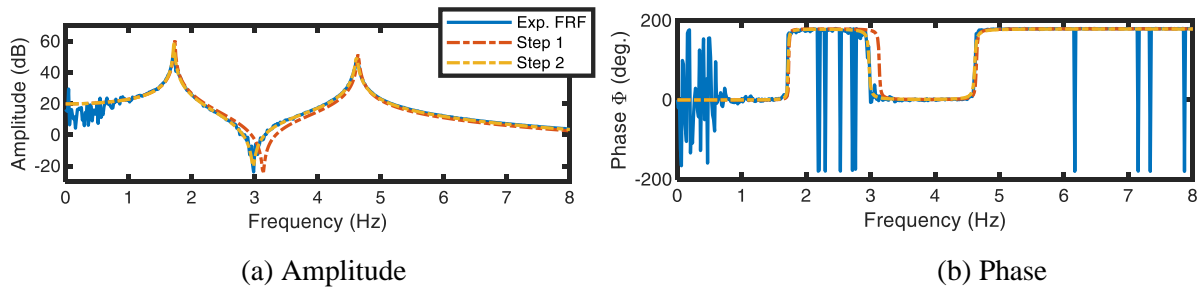 Exp. FRF
Step 1
Step 2
Amplitude (dB)
60
40
20
0
-20
0 1 2 3 4 5 6 7 8
Frequency (Hz)
(a) Amplitude
Phase Φ (deg.)
200
0
-200
0 1 2 3 4 5 6 7 8
Frequency (Hz)
(b) Phase